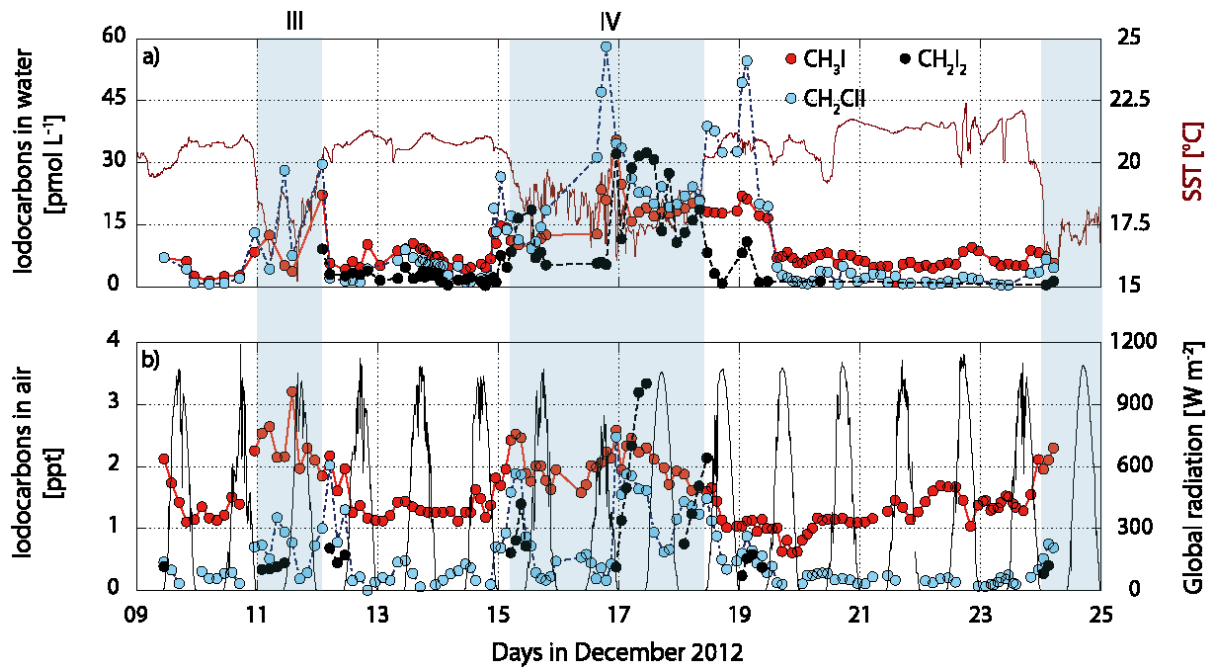 III IV
a)
60
45
30
15
0
Iodocarbons in water
[pmol L⁻¹]
CH₃I
CH₂I₂
CH₂ClI
25
22.5
20
17.5
15
SST [°C]
b)
4
3
2
1
0
Iodocarbons in air
[ppt]
1200
900
600
300
0
Global radiation [W m⁻²]
09 11 13 15 17 19 21 23 25
Days in December 2012